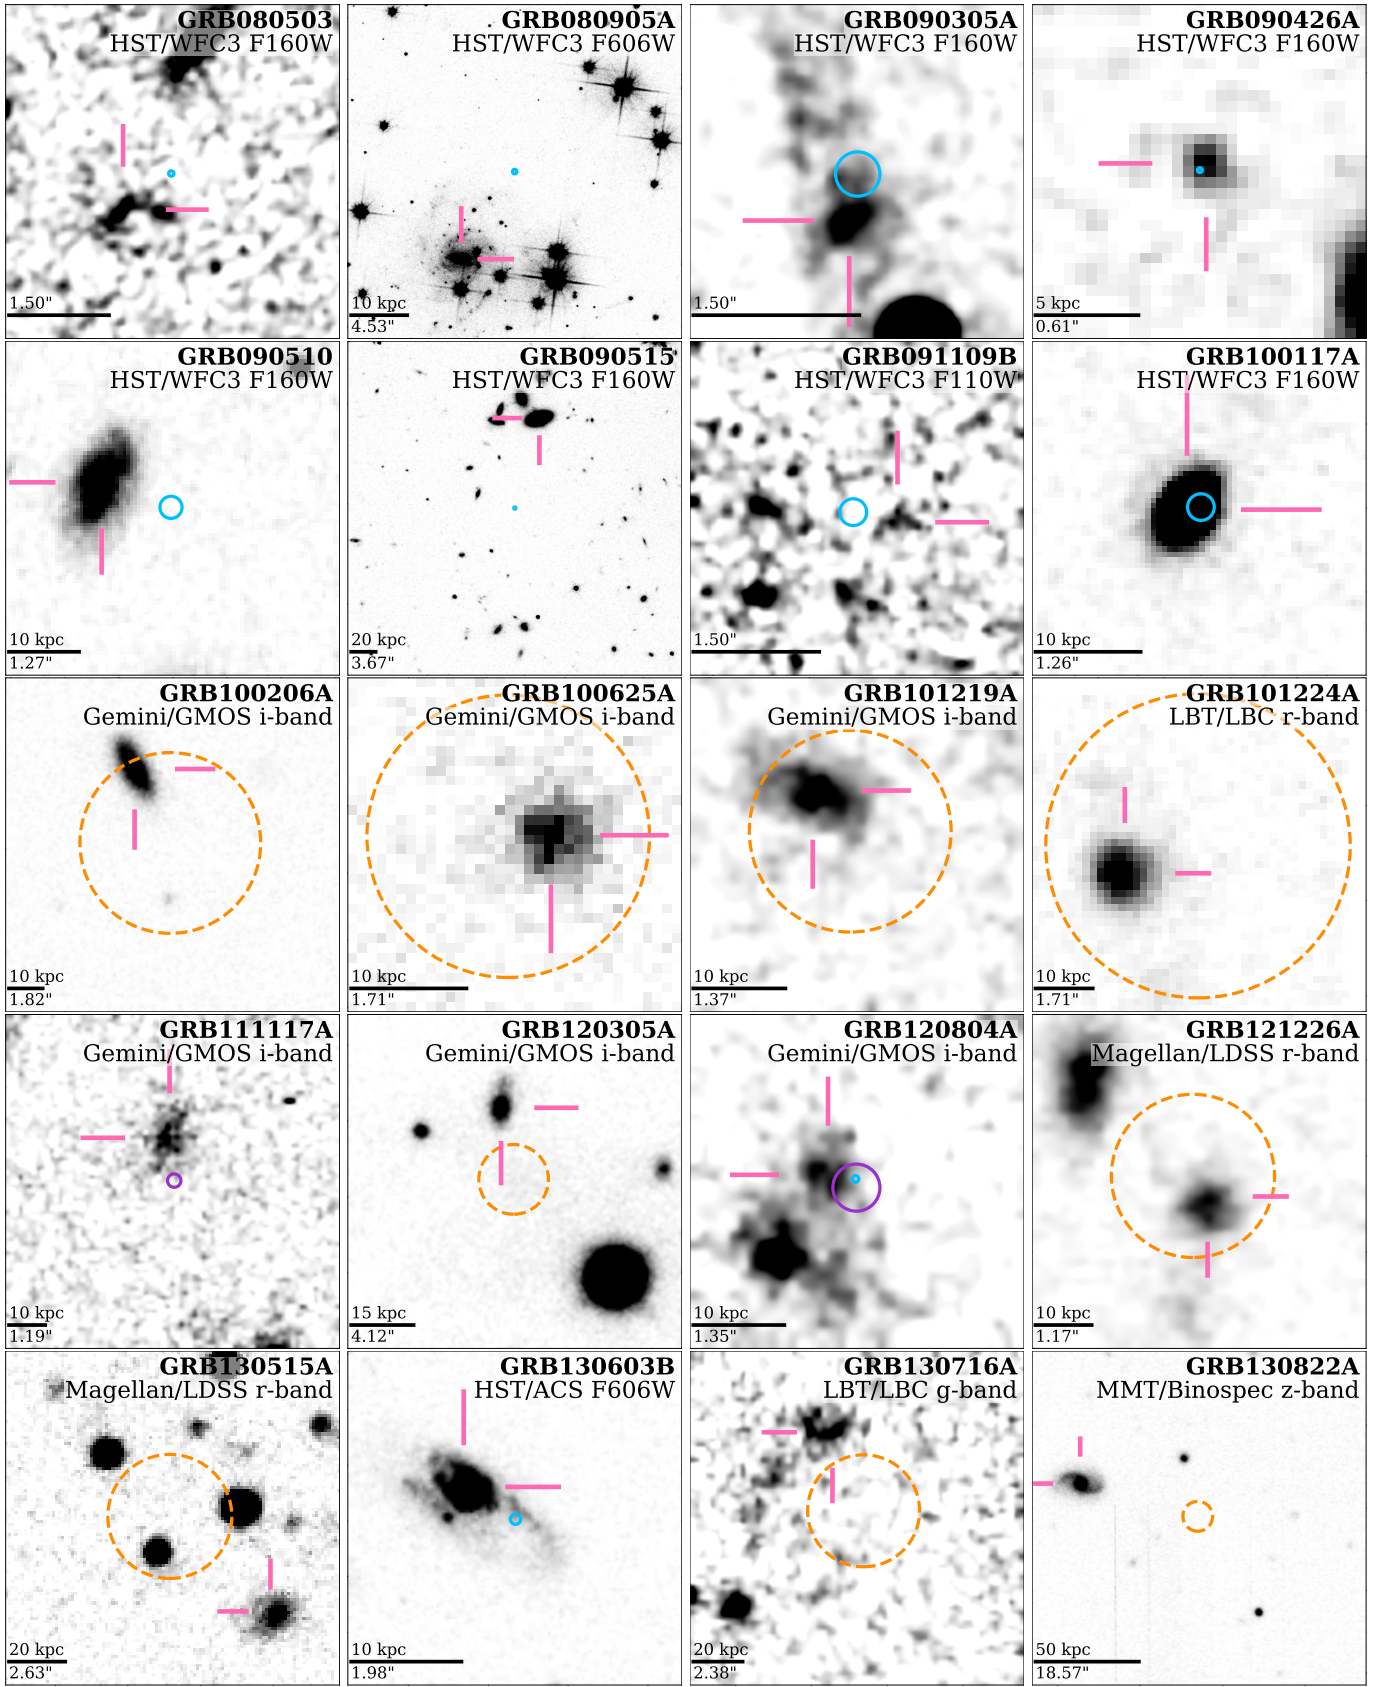 GRB080503
HST/WFC3 F160W
1.50"
GRB080905A
HST/WFC3 F606W
10 kpc
4.53"
GRB090305A
HST/WFC3 F160W
1.50"
GRB090426A
HST/WFC3 F160W
5 kpc
0.61"
GRB090510
HST/WFC3 F160W
10 kpc
1.27"
GRB090515
HST/WFC3 F160W
20 kpc
3.67"
GRB091109B
HST/WFC3 F110W
1.50"
GRB100117A
HST/WFC3 F160W
10 kpc
1.26"
GRB100206A
Gemini/GMOS i-band
10 kpc
1.82"
GRB100625A
Gemini/GMOS i-band
10 kpc
1.71"
GRB101219A
Gemini/GMOS i-band
10 kpc
1.37"
GRB101224A
LBT/LBC r-band
10 kpc
1.71"
GRB111117A
Gemini/GMOS i-band
10 kpc
1.19"
GRB120305A
Gemini/GMOS i-band
15 kpc
4.12"
GRB120804A
Gemini/GMOS i-band
10 kpc
1.35"
GRB121226A
Magellan/LDSS r-band
10 kpc
1.17"
GRB130515A
Magellan/LDSS r-band
20 kpc
2.63"
GRB130603B
HST/ACS F606W
10 kpc
1.98"
GRB130716A
LBT/LBC g-band
20 kpc
2.38"
GRB130822A
MMT/Binospec z-band
50 kpc
18.57"